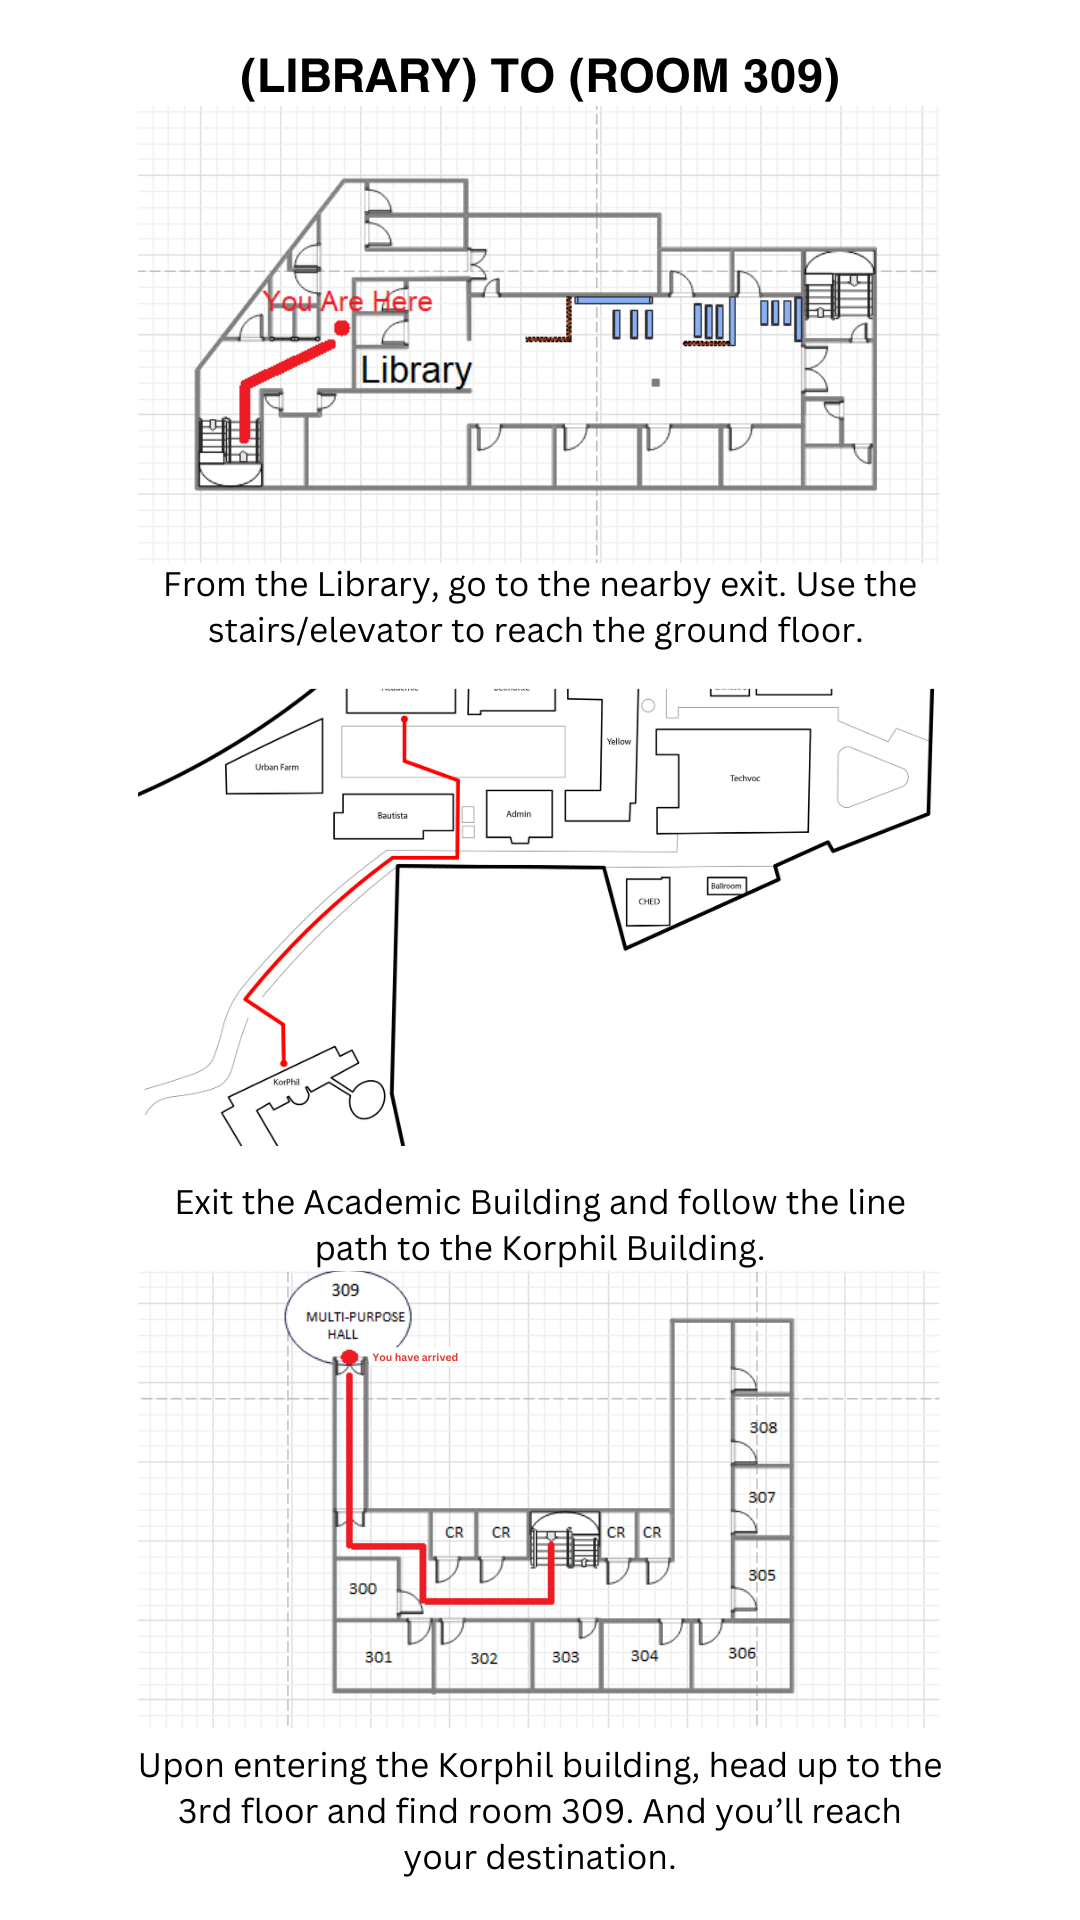 (LIBRARY) TO (ROOM 309)
You Are Here
Library
From the Library, go to the nearby exit. Use the
stairs/elevator to reach the ground floor.
Urban Farm
Yellow
Techvoc
Bautista
Admin
CHED
Ballroom
KorPhil
Exit the Academic Building and follow the line
path to the Korphil Building.
309
MULTI-PURPOSE
HALL
You have arrived
308
307
CR
CR
CR
CR
305
300
301
302
303
304
306
Upon entering the Korphil building, head up to the
3rd floor and find room 309. And you’ll reach
your destination.